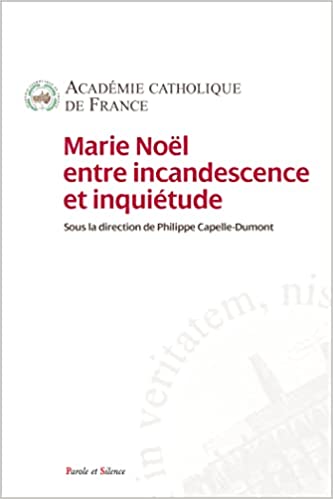 Académie catholique
de France
Marie Noël
entre incandescence
et inquiétude
Sous la direction de Philippe Capelle-Dumont
in veritatem, nis
Parole et Silence